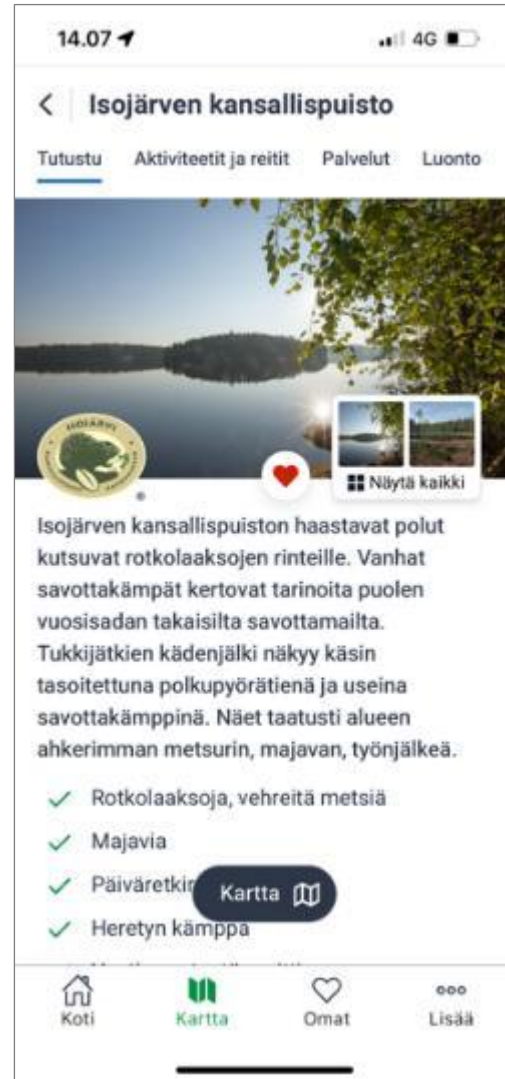 14.07
4G
Isojärven kansallispuisto
Tutustu Aktiviteetit ja reitit Palvelut Luonto
ISOJÄRVI
Näytä kaikki
Isojärven kansallispuiston haastavat polut
kutsuvat rotkolaaksojen rinteille. Vanhat
savottakämpät kertovat tarinoita puolen
vuosisadan takaisilta savottamailta.
Tukkijätkien kädenjälki näkyy käsin
tasoitettuna polkupyörätienä ja useina
savottakämppinä. Näet taatusti alueen
ahkerimman metsurin, majavan, työnjälkeä.
Rotkolaaksoja, vehreitä metsiä
Majavia
Kartta
Heretyn kämppä
Koti Kartta Omat Lisää